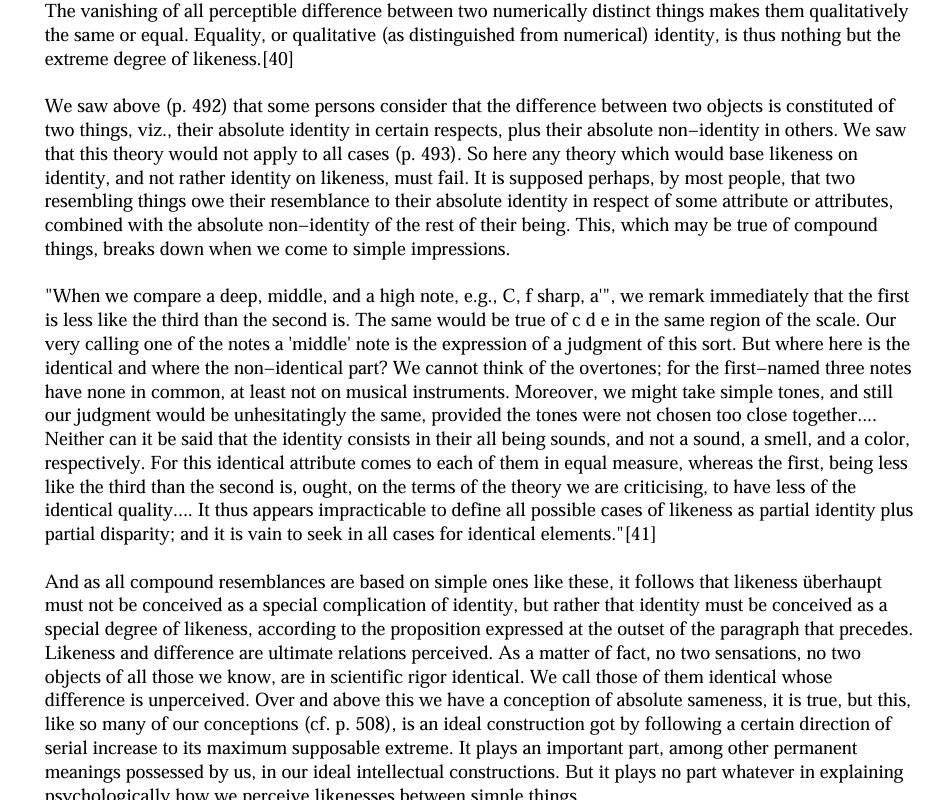 The vanishing of all perceptible difference between two numerically distinct things makes them qualitatively
the same or equal. Equality, or qualitative (as distinguished from numerical) identity, is thus nothing but the
extreme degree of likeness.[40]
We saw above (p. 492) that some persons consider that the difference between two objects is constituted of
two things, viz., their absolute identity in certain respects, plus their absolute non−identity in others. We saw
that this theory would not apply to all cases (p. 493). So here any theory which would base likeness on
identity, and not rather identity on likeness, must fail. It is supposed perhaps, by most people, that two
resembling things owe their resemblance to their absolute identity in respect of some attribute or attributes,
combined with the absolute non−identity of the rest of their being. This, which may be true of compound
things, breaks down when we come to simple impressions.
"When we compare a deep, middle, and a high note, e.g., C, f sharp, a'", we remark immediately that the first
is less like the third than the second is. The same would be true of c d e in the same region of the scale. Our
very calling one of the notes a 'middle' note is the expression of a judgment of this sort. But where here is the
identical and where the non−identical part? We cannot think of the overtones; for the first−named three notes
have none in common, at least not on musical instruments. Moreover, we might take simple tones, and still
our judgment would be unhesitatingly the same, provided the tones were not chosen too close together....
Neither can it be said that the identity consists in their all being sounds, and not a sound, a smell, and a color,
respectively. For this identical attribute comes to each of them in equal measure, whereas the first, being less
like the third than the second is, ought, on the terms of the theory we are criticising, to have less of the
identical quality.... It thus appears impracticable to define all possible cases of likeness as partial identity plus
partial disparity; and it is vain to seek in all cases for identical elements."[41]
And as all compound resemblances are based on simple ones like these, it follows that likeness überhaupt
must not be conceived as a special complication of identity, but rather that identity must be conceived as a
special degree of likeness, according to the proposition expressed at the outset of the paragraph that precedes.
Likeness and difference are ultimate relations perceived. As a matter of fact, no two sensations, no two
objects of all those we know, are in scientific rigor identical. We call those of them identical whose
difference is unperceived. Over and above this we have a conception of absolute sameness, it is true, but this,
like so many of our conceptions (cf. p. 508), is an ideal construction got by following a certain direction of
serial increase to its maximum supposable extreme. It plays an important part, among other permanent
meanings possessed by us, in our ideal intellectual constructions. But it plays no part whatever in explaining
psychologically how we perceive likenesses between simple things.